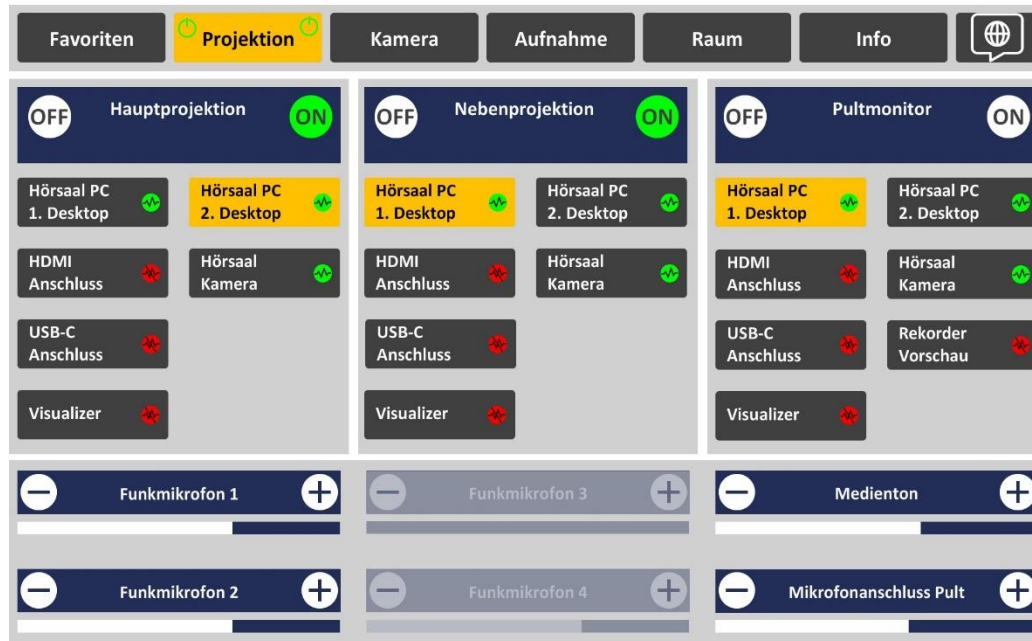 Favoriten
Projektion
Kamera
Aufnahme
Raum
Info
OFF
Hauptprojektion
ON
Hörsaal PC
1. Desktop
Hörsaal PC
2. Desktop
HDMI
Anschluss
Hörsaal
Kamera
USB-C
Anschluss
Visualizer
OFF
Nebenprojektion
ON
Hörsaal PC
1. Desktop
Hörsaal PC
2. Desktop
HDMI
Anschluss
Hörsaal
Kamera
USB-C
Anschluss
Visualizer
OFF
Pultmonitor
ON
Hörsaal PC
1. Desktop
Hörsaal PC
2. Desktop
HDMI
Anschluss
Hörsaal
Kamera
USB-C
Anschluss
Rekorder
Vorschau
Visualizer
Funkmikrofon 1
Funkmikrofon 3
Medienton
Funkmikrofon 2
Funkmikrofon 4
Mikrofonanschluss Pult